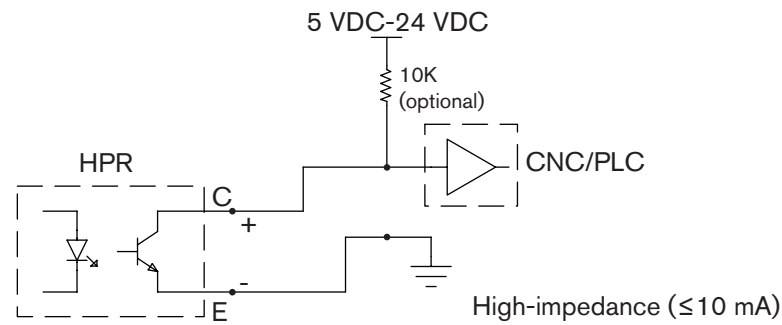 5 VDC-24 VDC
10K
(optional)
HPR
CNC/PLC
C
+
-
E
High-impedance (≤10 mA)